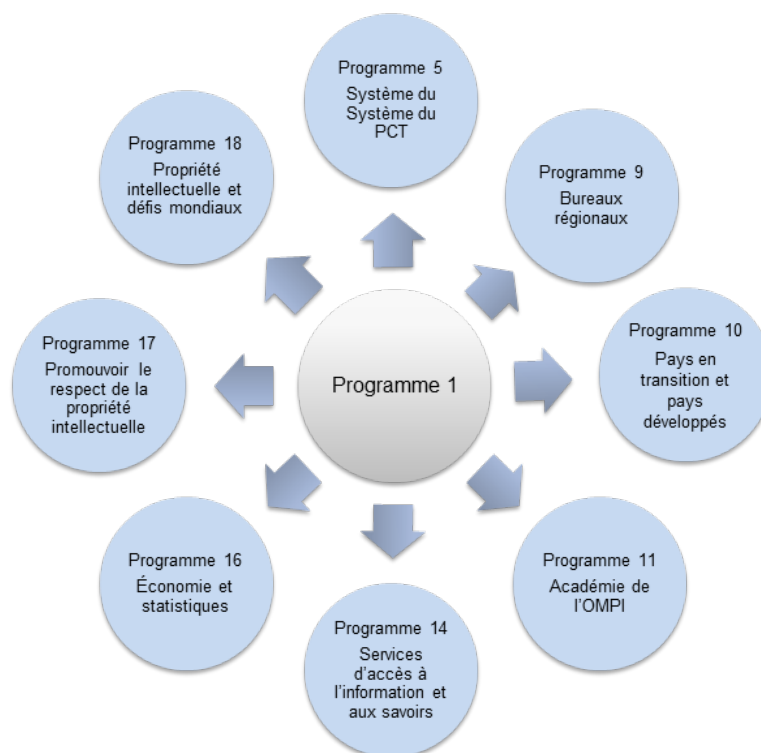 Programme 5
Système du
Système du
PCT
Programme 18
Propriété
intellectuelle et
défis mondiaux
Programme 9
Bureaux
régionaux
Programme 17
Promouvoir le
respect de la
propriété
intellectuelle
Programme 1
Programme 10
Pays en
transition et
pays
développés
Programme 16
Économie et
statistiques
Programme 11
Académie de
l'OMPI
Programme 14
Services
d'accès à
l'information et
aux savoirs